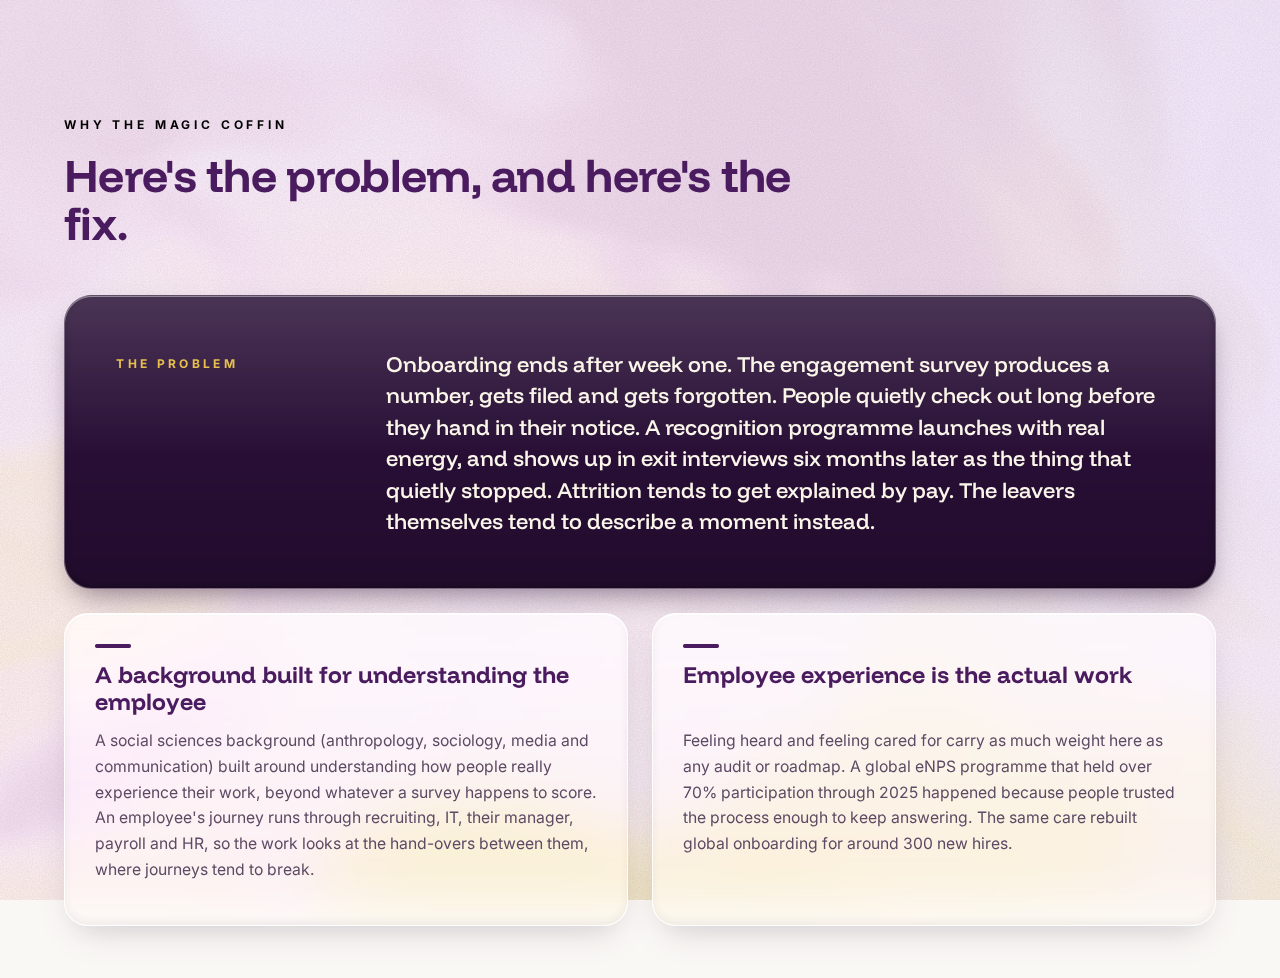 WHY THE MAGIC COFFIN
Here's the problem, and here's the
fix.
THE PROBLEM
Onboarding ends after week one. The engagement survey produces a
number, gets filed and gets forgotten. People quietly check out long before
they hand in their notice. A recognition programme launches with real
energy, and shows up in exit interviews six months later as the thing that
quietly stopped. Attrition tends to get explained by pay. The leavers
themselves tend to describe a moment instead.
A background built for understanding the
employee
A social sciences background (anthropology, sociology, media and
communication) built around understanding how people really
experience their work, beyond whatever a survey happens to score.
An employee's journey runs through recruiting, IT, their manager,
payroll and HR, so the work looks at the hand-overs between them,
where journeys tend to break.
Employee experience is the actual work
Feeling heard and feeling cared for carry as much weight here as
any audit or roadmap. A global eNPS programme that held over
70% participation through 2025 happened because people trusted
the process enough to keep answering. The same care rebuilt
global onboarding for around 300 new hires.